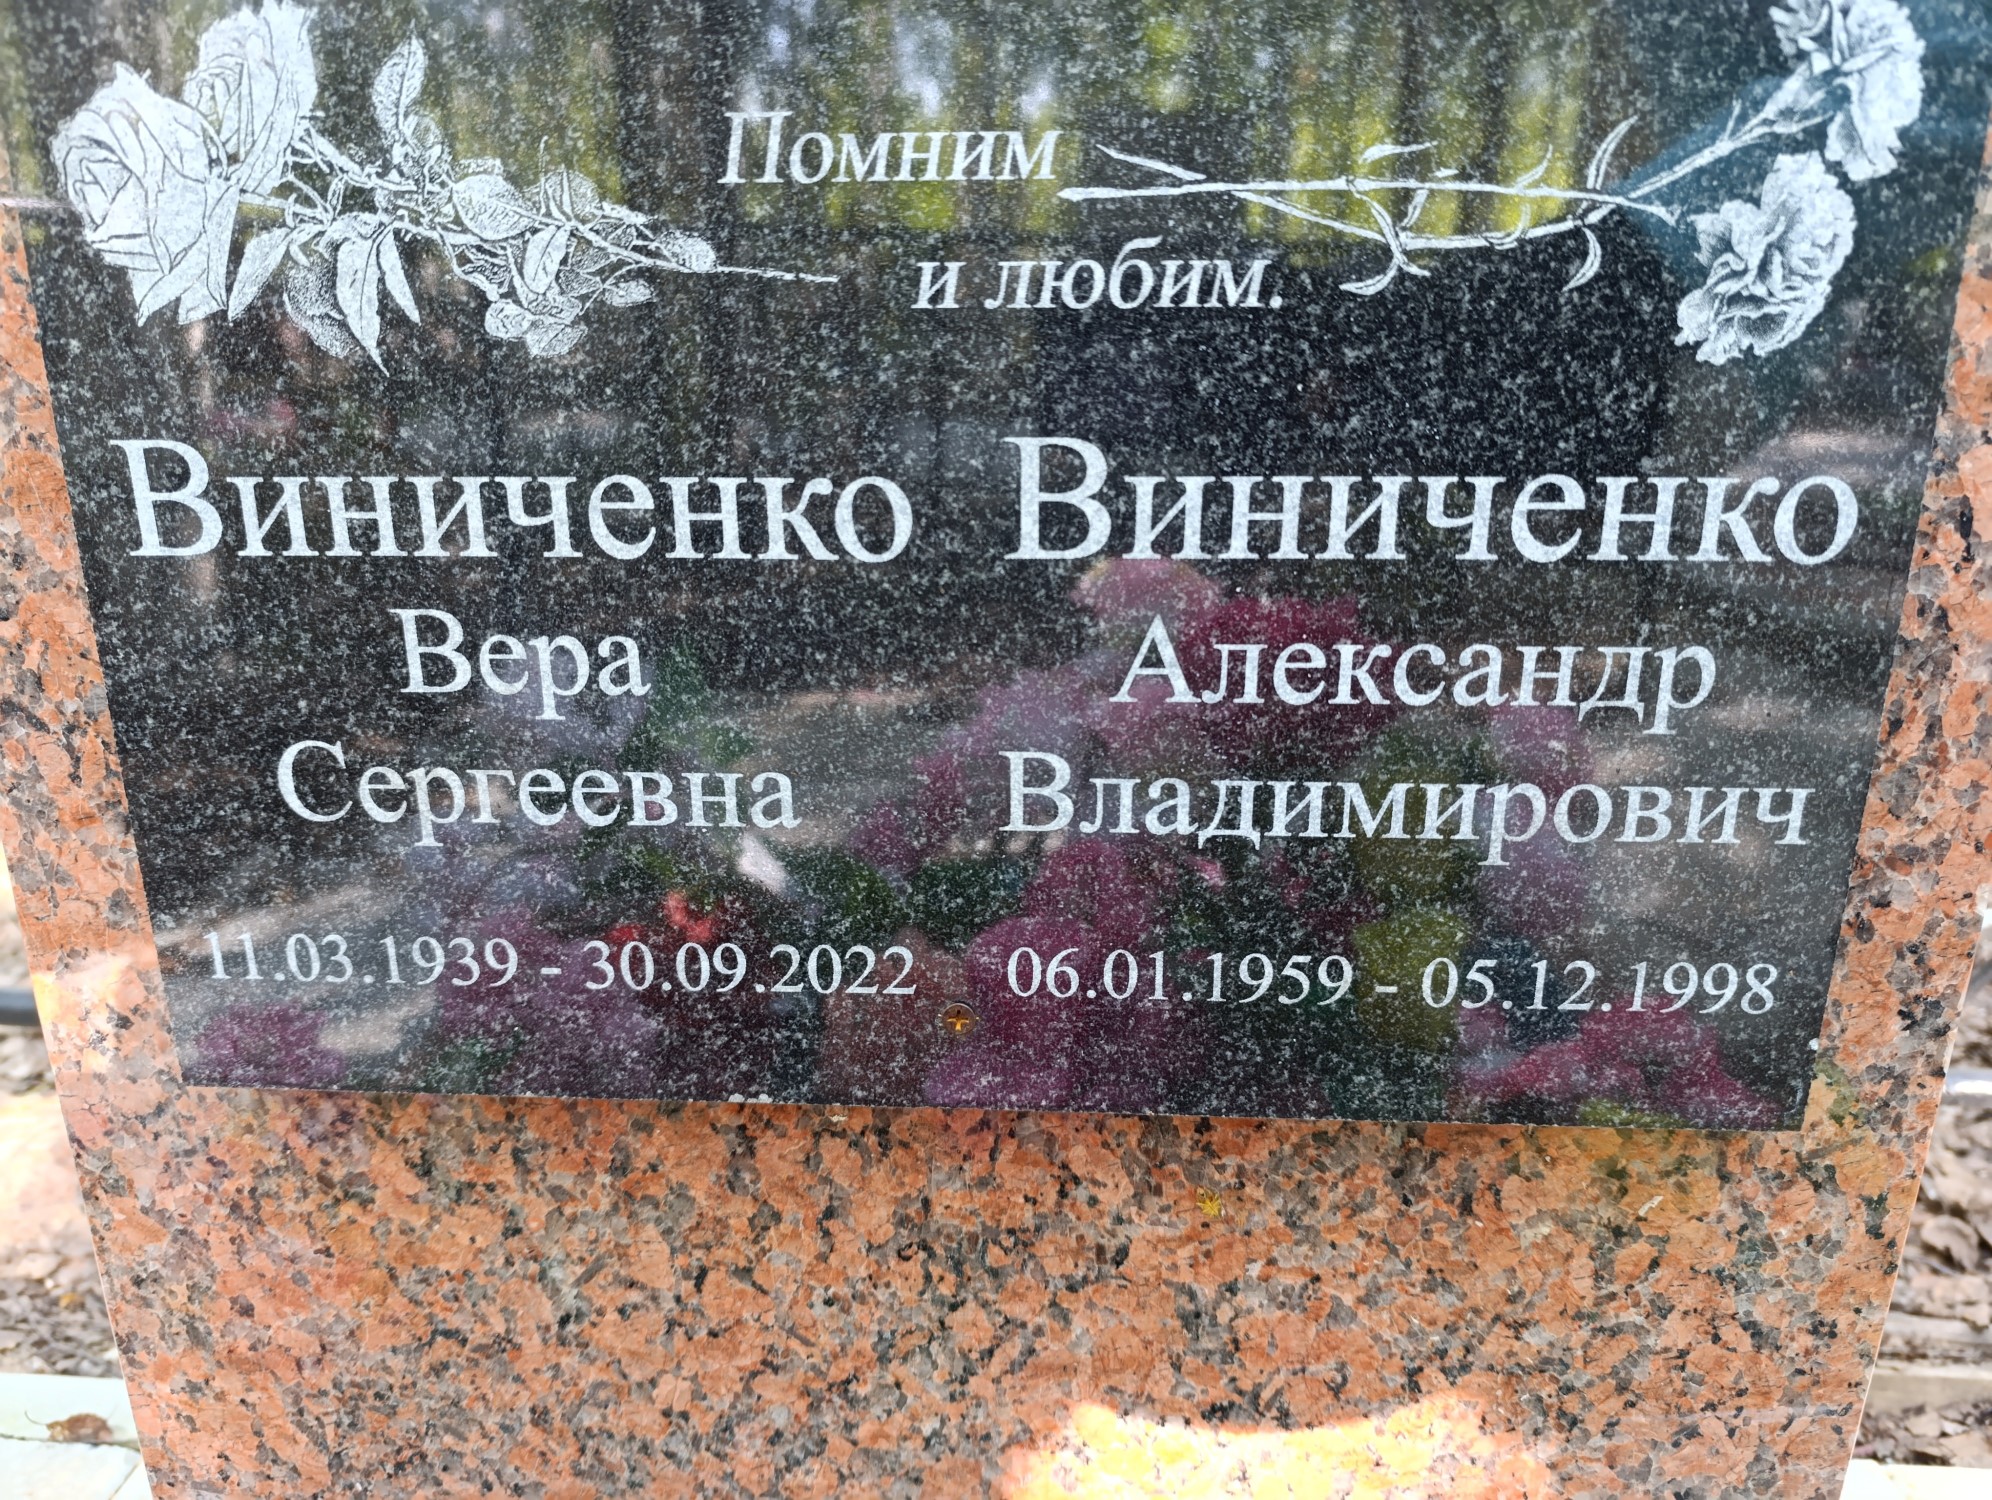 Помним
и любим.
Виниченко Виниченко
Вера Александр
Сергеевна Владимирович
11.03.1939 - 30.09.2022 06.01.1959 - 05.12.1998